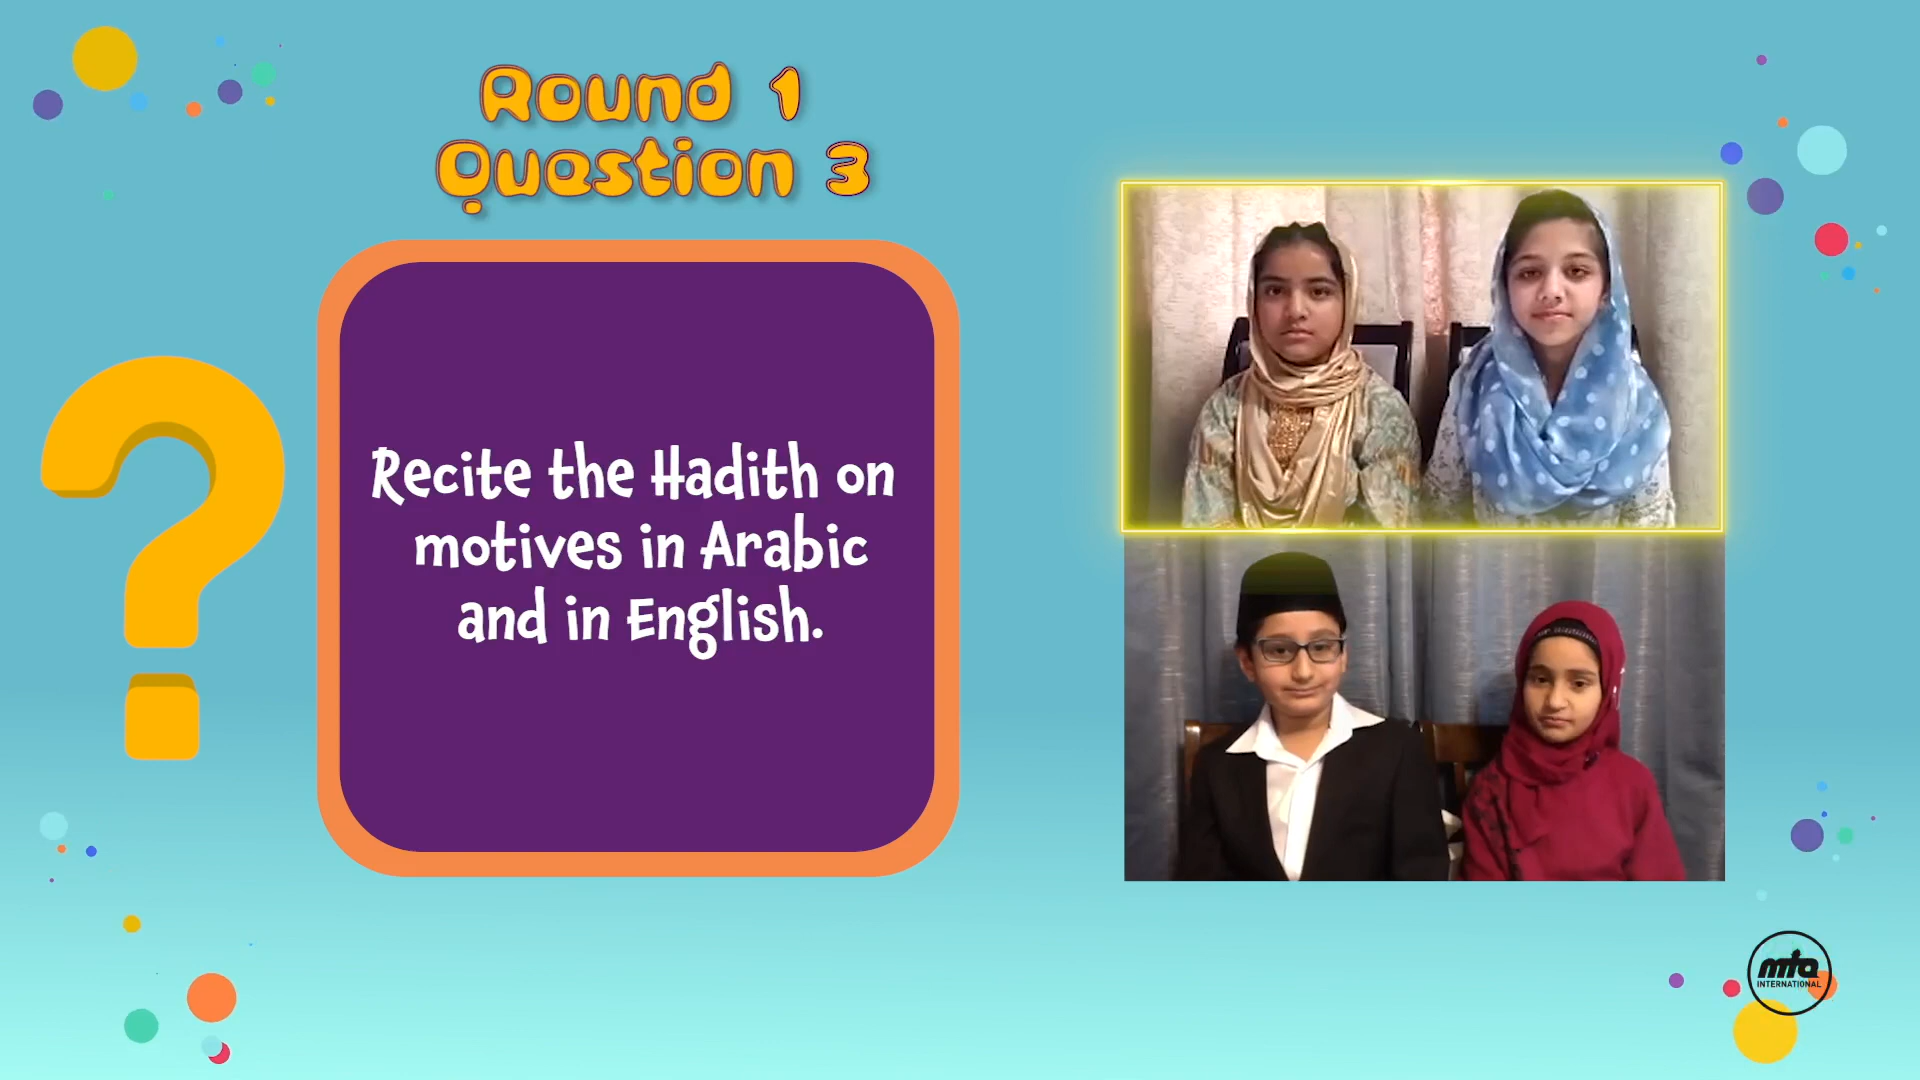 Round 1
Question 3
Recite the Hadith on
motives in Arabic
and in English.
mta
INTERNATIONAL